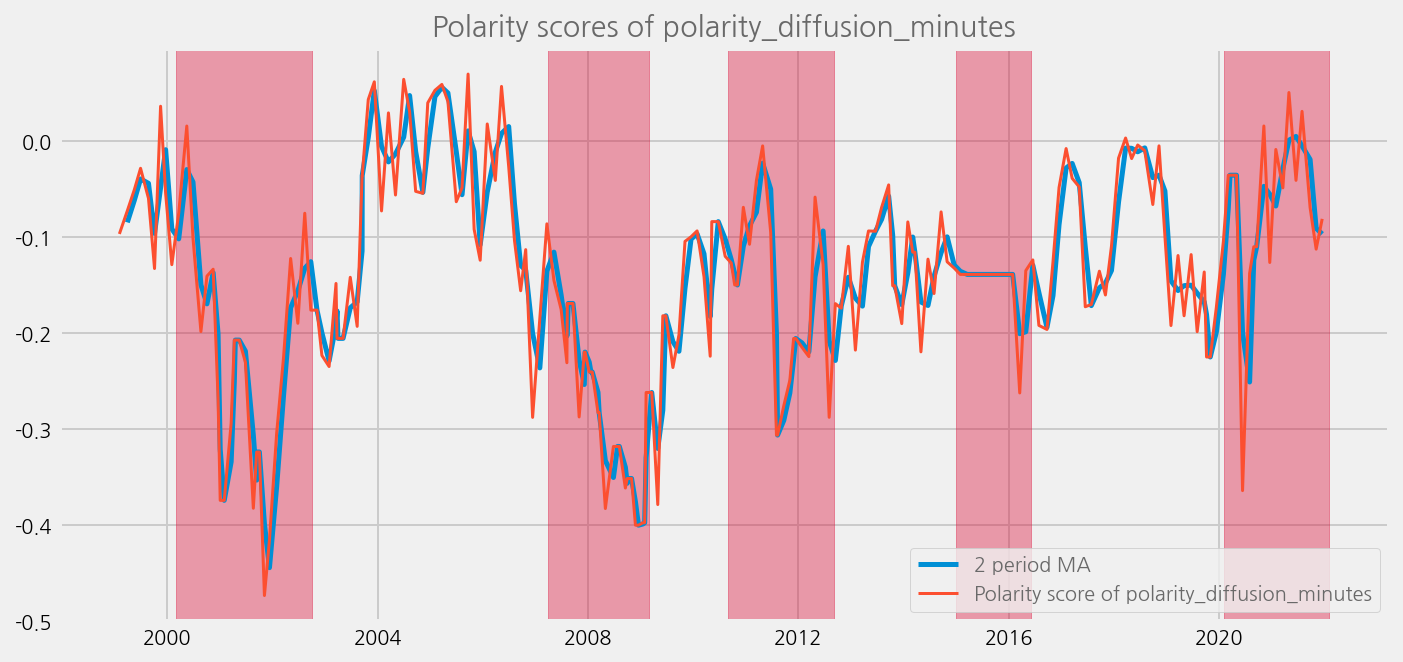 Polarity scores of polarity_diffusion_minutes
0.0
-0.1
-0.2
-0.3
-0.4
-0.5
2 period MA
Polarity score of polarity_diffusion_minutes
2000 2004 2008 2012 2016 2020